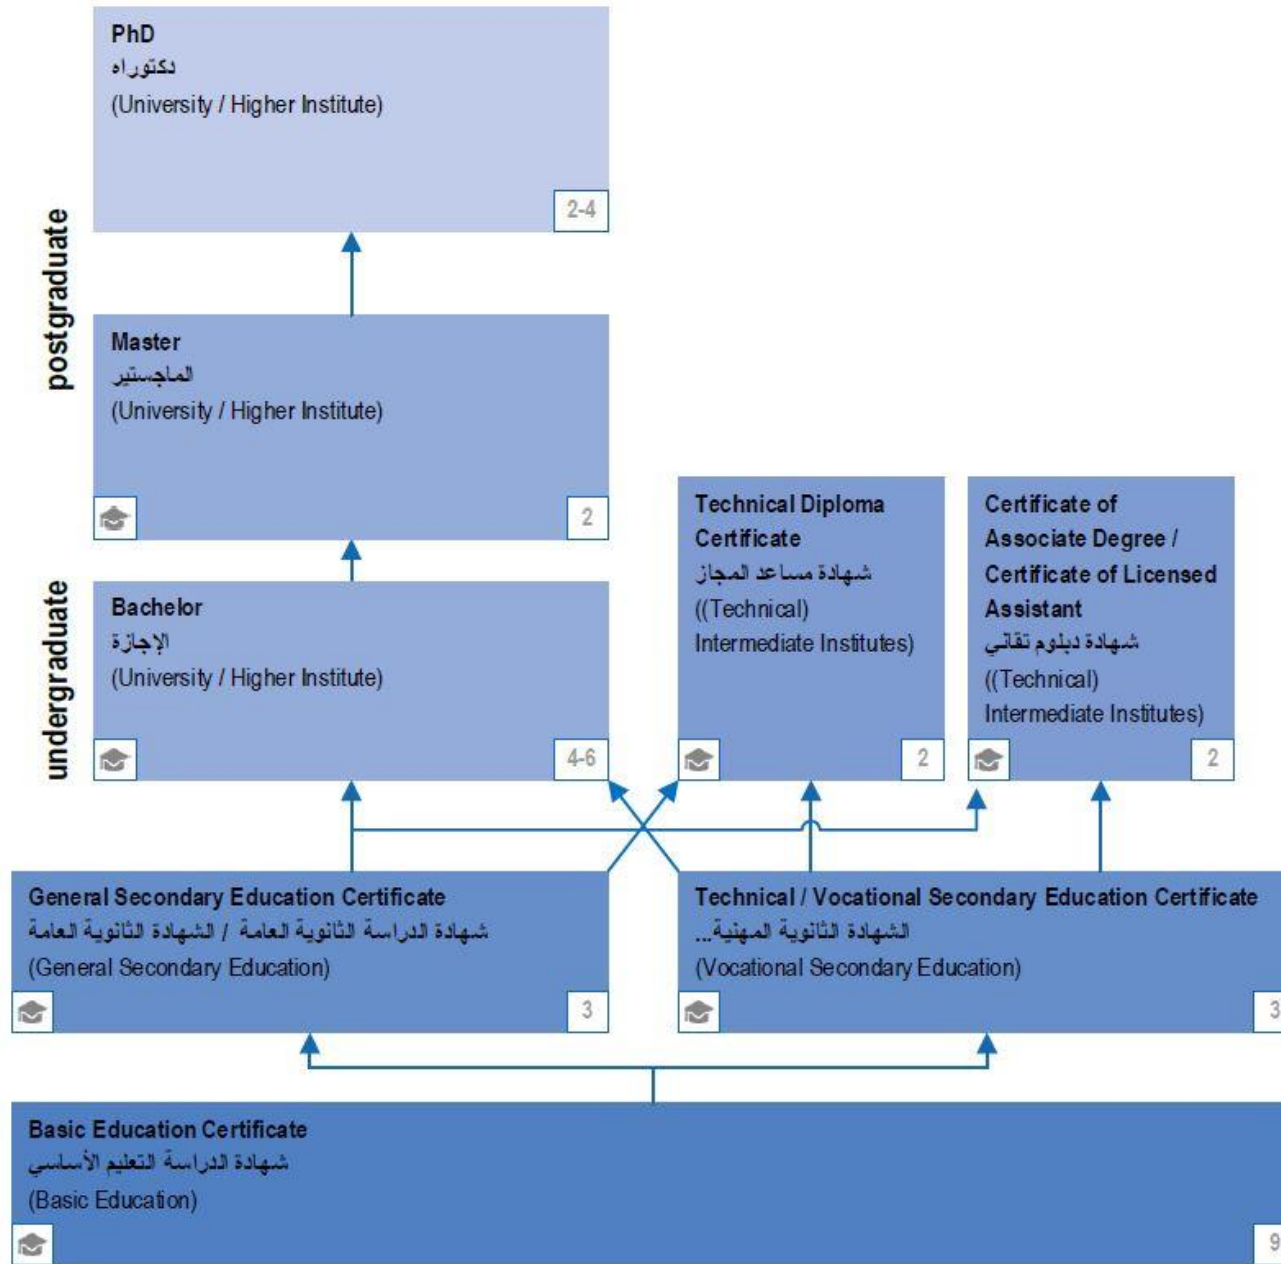 PhD
دكتوراه
(University / Higher Institute)
2-4
postgraduate
Master
الماجستير
(University / Higher Institute)
2
undergraduate
Bachelor
الإجازة
(University / Higher Institute)
4-6
Technical Diploma
Certificate
شهادة مساعد المجاز
((Technical)
Intermediate Institutes)
2
Certificate of
Associate Degree /
Certificate of Licensed
Assistant
شهادة دبلوم تقاني
((Technical)
Intermediate Institutes)
2
General Secondary Education Certificate
شهادة الدراسة الثانوية العامة / الشهادة الثانوية العامة
(General Secondary Education)
3
Technical / Vocational Secondary Education Certificate
الشهادة الثانوية المهنية...
(Vocational Secondary Education)
3
Basic Education Certificate
شهادة الدراسة التعليم الأساسي
(Basic Education)
9